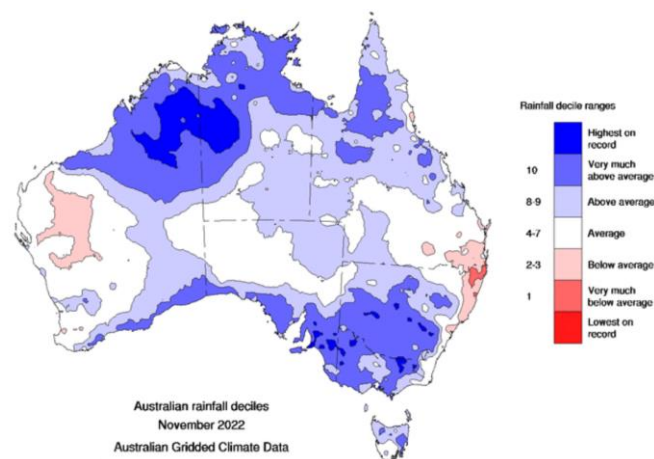 Rainfall decile ranges
Highest on
record
10
Very much
above average
8-9
Above average
4-7
Average
2-3
Below average
1
Very much
below average
Lowest on
record
Australian rainfall deciles
November 2022
Australian Gridded Climate Data